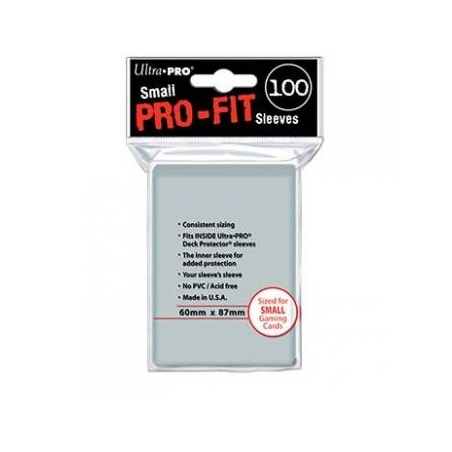 Ultra•PRO
100
Small
PRO-FIT
Sleeves
• Consistent sizing
• Fits INSIDE Ultra•PRO®
Deck Protector® sleeves
• The inner sleeve for
added protection
• Your sleeve's sleeve
• No PVC / Acid free
• Made in U.S.A.
60mm x 87mm
Sized for
SMALL
Gaming
Cards